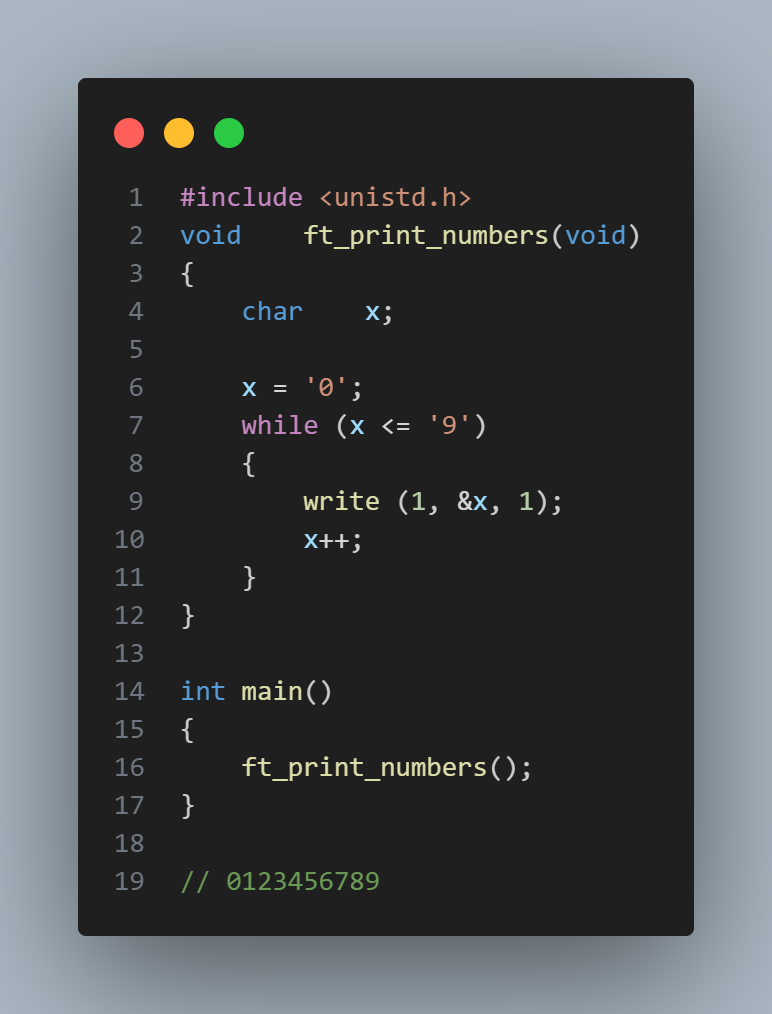 1 #include <unistd.h>
2 void    ft_print_numbers(void)
3 {
4     char    x;
5
6     x = '0';
7     while (x <= '9')
8     {
9         write (1, &x, 1);
10         x++;
11     }
12 }
13
14 int main()
15 {
16     ft_print_numbers();
17 }
18
19 // 0123456789